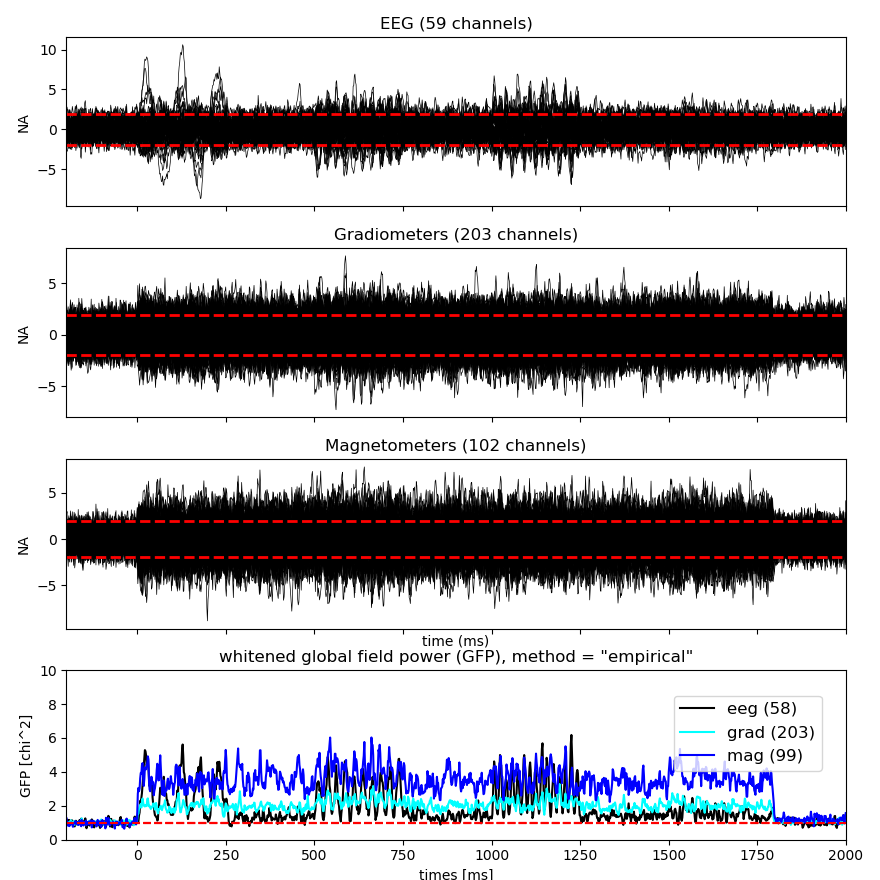 EEG (59 channels)
10
5
0
−5
NA
Gradiometers (203 channels)
5
0
−5
NA
Magnetometers (102 channels)
5
0
−5
NA
time (ms)
whitened global field power (GFP), method = "empirical"
10
8
6
4
2
0
GFP [chi^2]
eeg (58)
grad (203)
mag (99)
0 250 500 750 1000 1250 1500 1750 2000
times [ms]